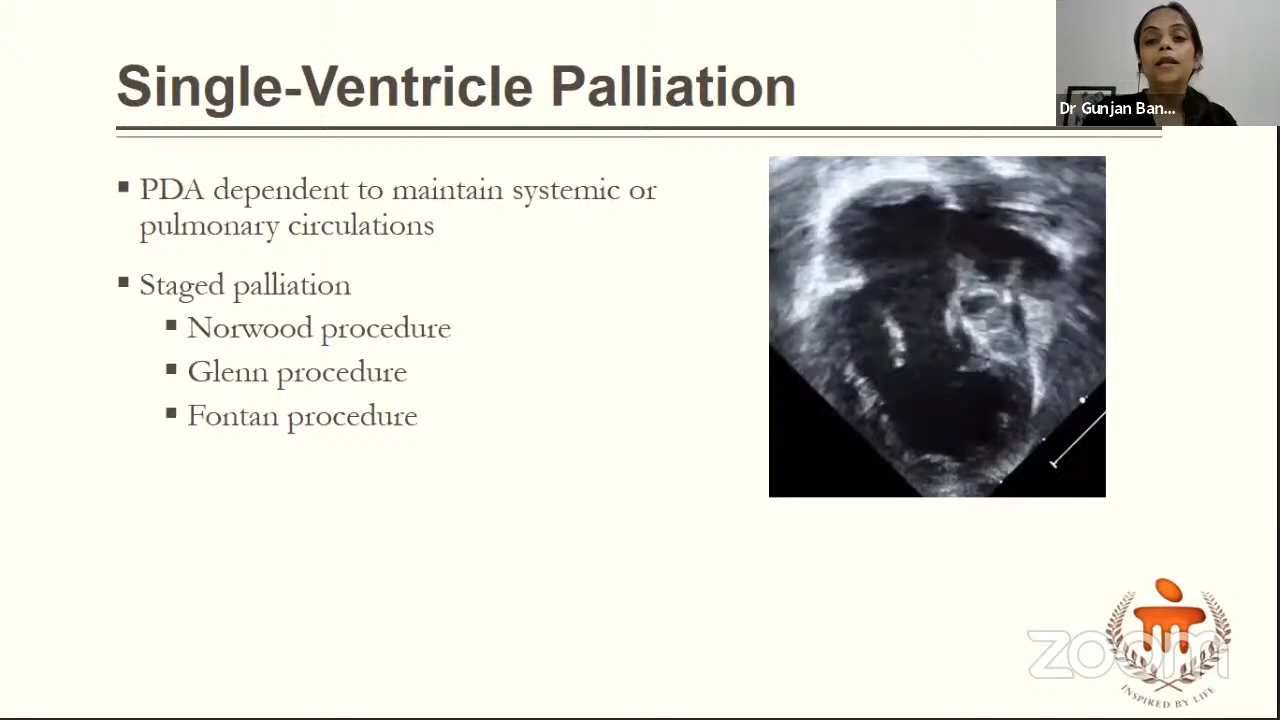 Single-Ventricle Palliation
Dr Gunjan Ban...
▪ PDA dependent to maintain systemic or
pulmonary circulations
▪ Staged palliation
▪ Norwood procedure
▪ Glenn procedure
▪ Fontan procedure
zoom
INSPIRED BY LIFE